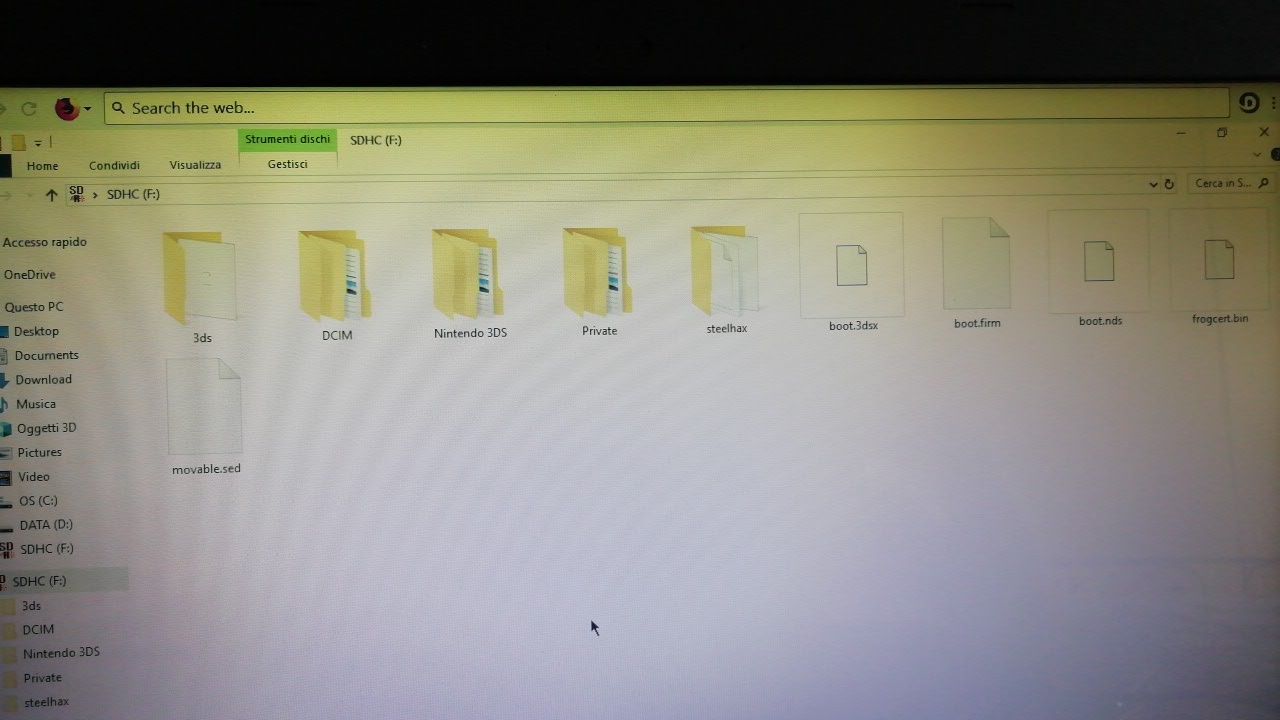 Search the web...
Strumenti dischi
SDHC (F:)
Home
Condividi
Visualizza
Gestisci
SDHC (F:)
Cerca in S...
Accesso rapido
OneDrive
Questo PC
Desktop
Documents
Download
Musica
Oggetti 3D
Pictures
Video
OS (C:)
DATA (D:)
SDHC (F:)
SDHC (F:)
3ds
DCIM
Nintendo 3DS
Private
steelhax
3ds
DCIM
Nintendo 3DS
Private
steelhax
boot.3dsx
boot.firm
boot.nds
frogcert.bin
movable.sed